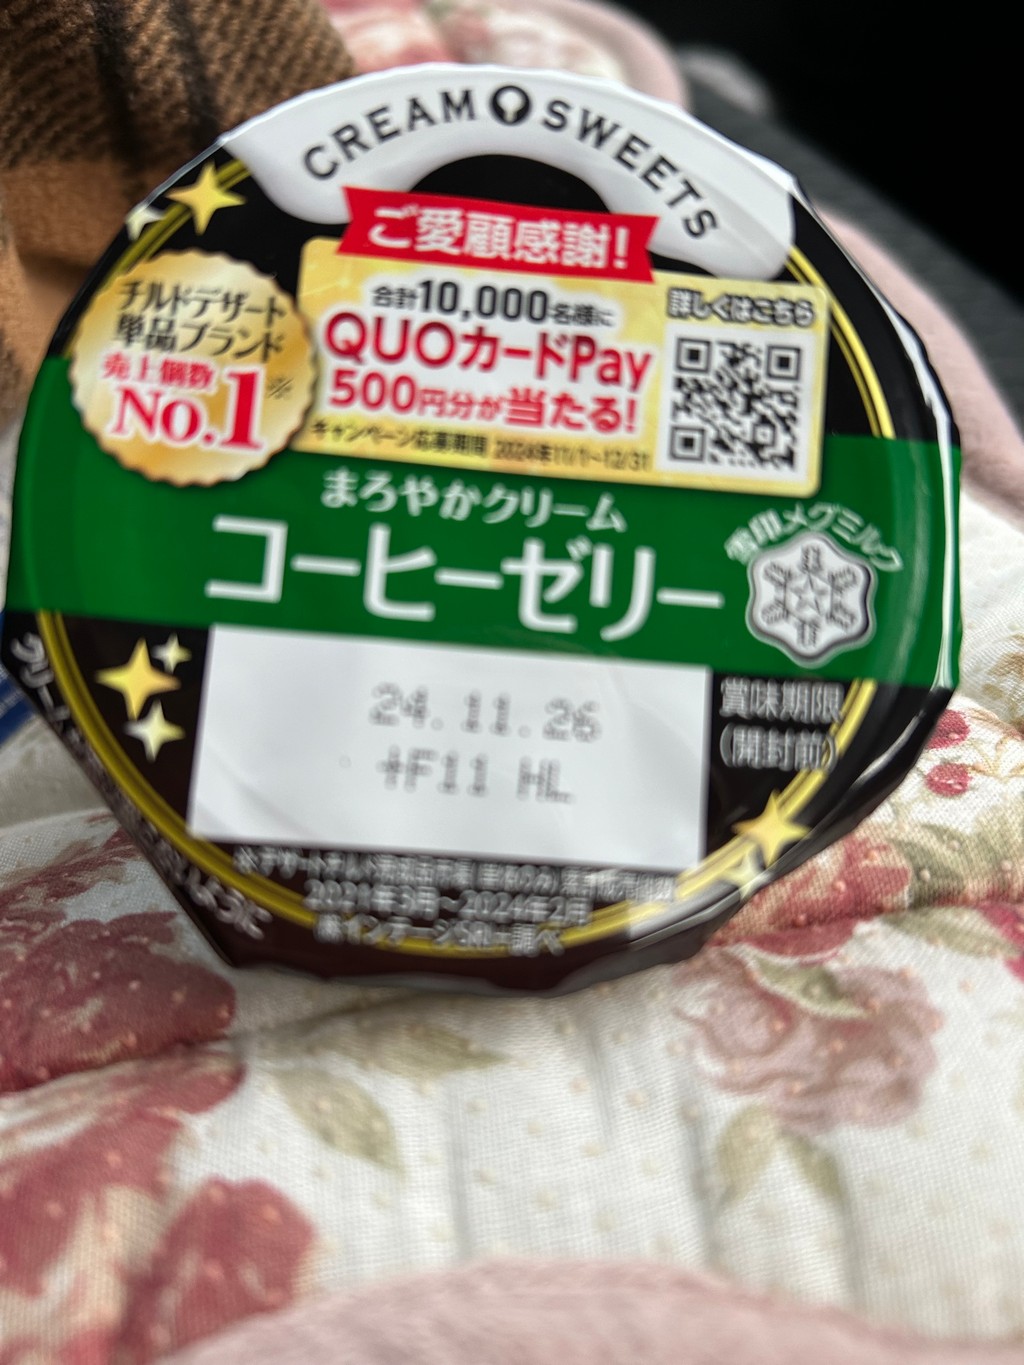 CREAM SWEETS
ご愛顧感謝!
チルドデザート
単品ブランド
売上個数
No.1※
合計10,000名様に
QUOカードPay
500円分が当たる!
キャンペーン応募期間 2024年11/1~12/31
詳しくはこちら
まろやかクリーム
コーヒーゼリー
雪印メグミルク
24.11.26
賞味期限
(開封前)
2021年3月~2024年2月